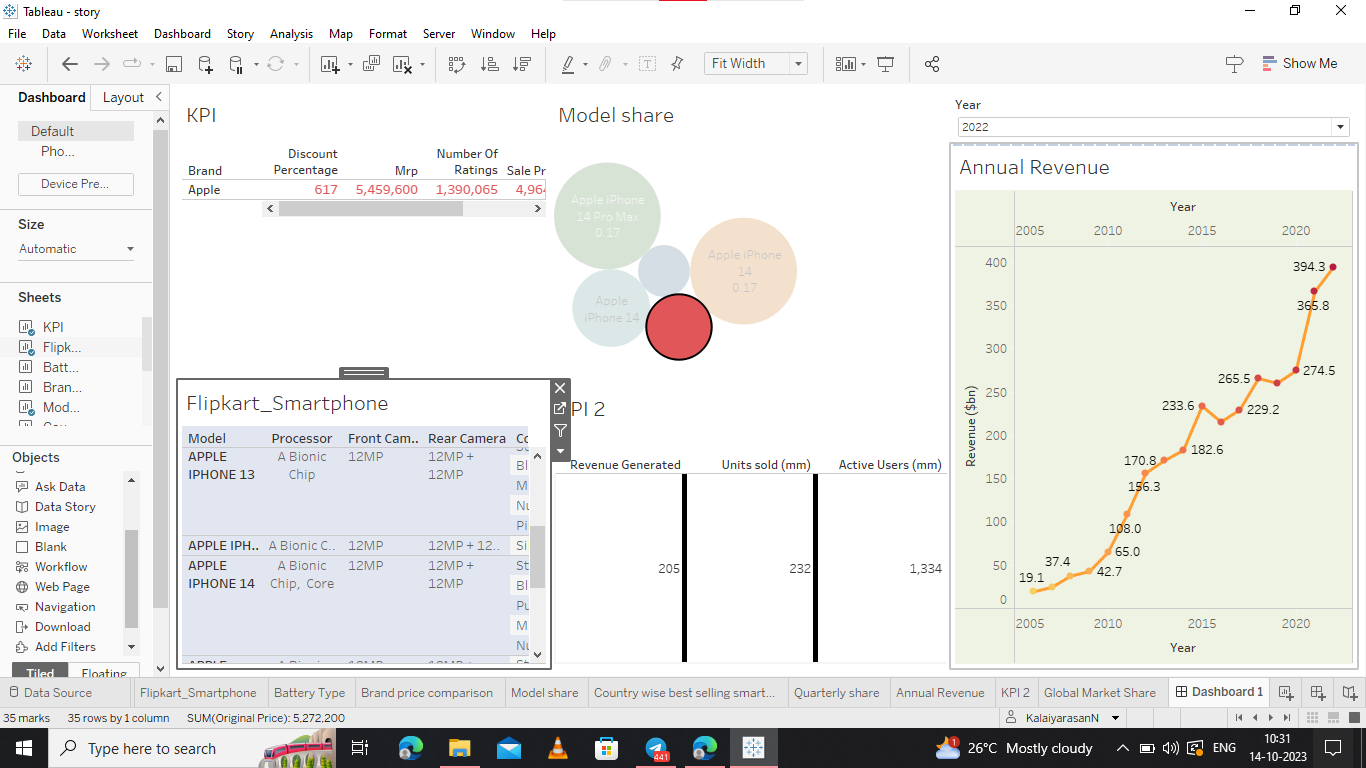 Tableau - story
File Data Worksheet Dashboard Story Analysis Map Format Server Window Help
Fit Width
Show Me
Dashboard Layout
Default
Pho...
Device Pre...
Size
Automatic
Sheets
KPI
Flipk...
Batt...
Bran...
Mod...
Objects
Ask Data
Data Story
Image
Blank
Workflow
Web Page
Navigation
Download
Add Filters
Tiled Floating
KPI
Brand Discount Percentage Mrp Number Of Ratings Sale Pr
Apple 617 5,459,600 1,390,065 4,964
Model share
Apple iPhone
14 Pro Max
0.17
Apple iPhone
14
0.17
Apple
iPhone 14
Year
2022
Annual Revenue
Year
2005 2010 2015 2020
Revenue ($bn)
400
350
300
250
200
150
100
50
0
394.3
365.8
274.5
265.5
233.6
229.2
182.6
170.8
156.3
108.0
65.0
37.4
42.7
19.1
2005 2010 2015 2020
Year
Flipkart_Smartphone
Model Processor Front Cam.. Rear Camera Co
APPLE A Bionic 12MP 12MP + Bl
IPHONE 13 Chip 12MP
M
Nu
Pi
APPLE IPH.. A Bionic C.. 12MP 12MP + 12.. Si
APPLE A Bionic 12MP 12MP + St
IPHONE 14 Chip, Core 12MP Bl
Pu
M
Nu
PI 2
Revenue Generated Units sold (mm) Active Users (mm)
205 232 1,334
Data Source Flipkart_Smartphone Battery Type Brand price comparison Model share Country wise best selling smart... Quarterly share Annual Revenue KPI 2 Global Market Share Dashboard 1
35 marks 35 rows by 1 column SUM(Original Price): 5,272,200
KalaiyarasanN
Type here to search
441
26°C Mostly cloudy
ENG
10:31
14-10-2023